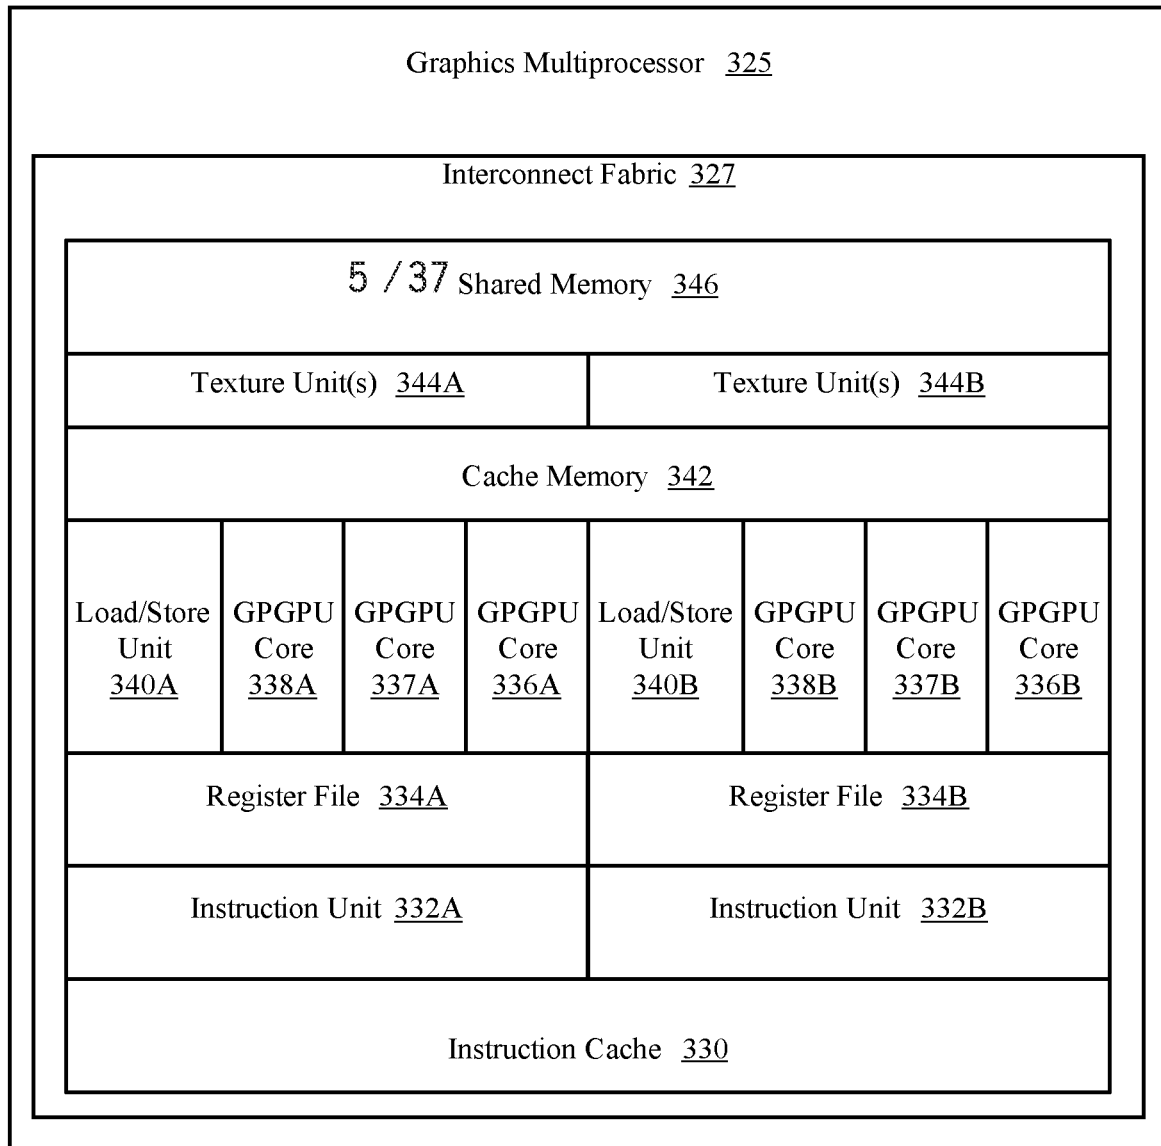 Graphics Multiprocessor 325
Interconnect Fabric 327
5 / 37 Shared Memory 346
Texture Unit(s) 344A
Texture Unit(s) 344B
Cache Memory 342
Load/Store
Unit
340A
GPGPU
Core
338A
GPGPU
Core
337A
GPGPU
Core
336A
Load/Store
Unit
340B
GPGPU
Core
338B
GPGPU
Core
337B
GPGPU
Core
336B
Register File 334A
Register File 334B
Instruction Unit 332A
Instruction Unit 332B
Instruction Cache 330